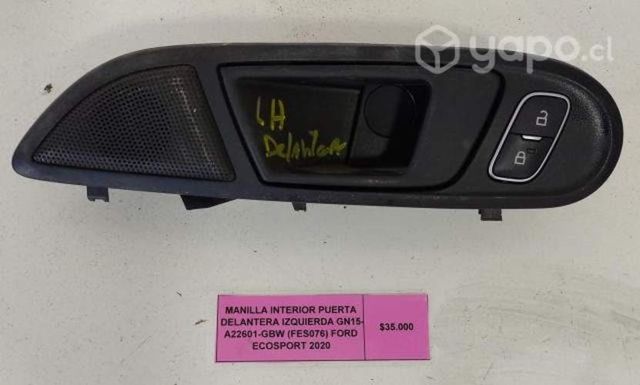 yapo.cl
LH
Delantera
MANILLA INTERIOR PUERTA
DELANTERA IZQUIERDA GN15-
A22601-GBW (FES076) FORD
ECOSPORT 2020
$35.000